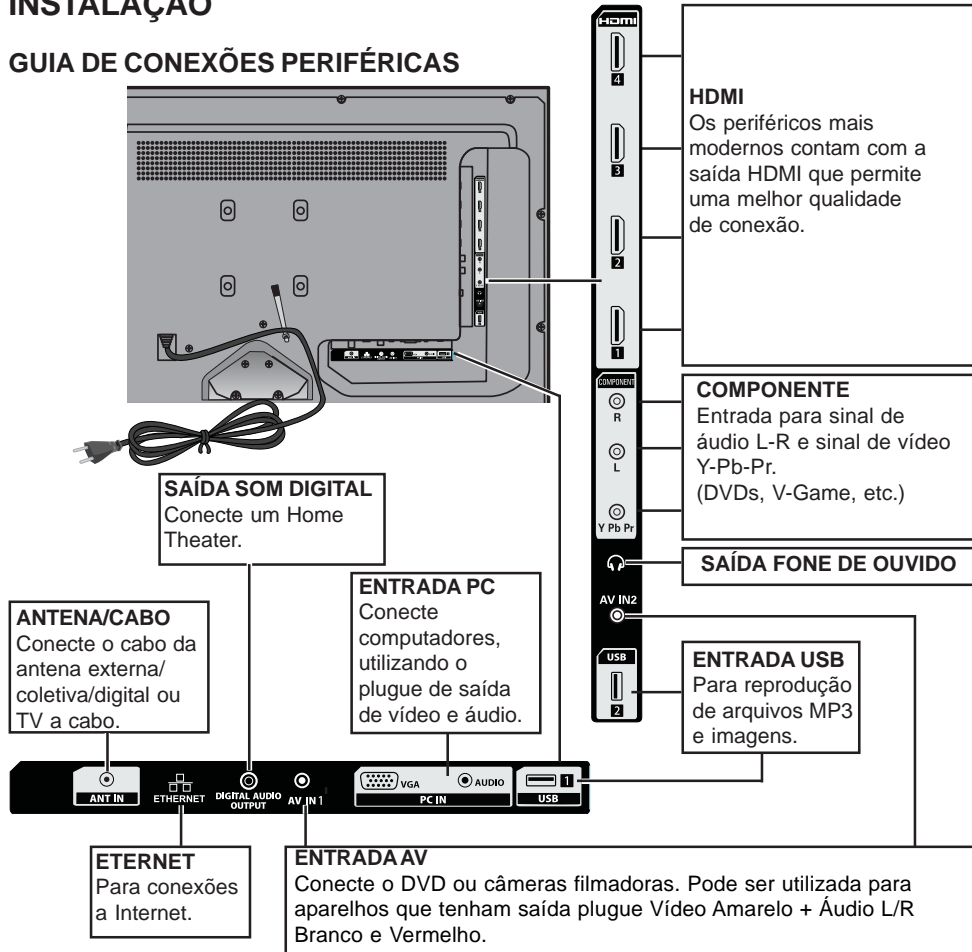 INSTALAÇÃO
GUIA DE CONEXÕES PERIFÉRICAS
HDMI
4
3
2
1
HDMI
Os periféricos mais
modernos contam com a
saída HDMI que permite
uma melhor qualidade
de conexão.
COMPONENT
R
L
Y Pb Pr
COMPONENTE
Entrada para sinal de
áudio L-R e sinal de vídeo
Y-Pb-Pr.
(DVDs, V-Game, etc.)
SAÍDA FONE DE OUVIDO
AV IN2
USB
2
ENTRADA USB
Para reprodução
de arquivos MP3
e imagens.
SAÍDA SOM DIGITAL
Conecte um Home
Theater.
ENTRADA PC
Conecte
computadores,
utilizando o
plugue de saída
de vídeo e áudio.
ANTENA/CABO
Conecte o cabo da
antena externa/
coletiva/digital ou
TV a cabo.
ANT IN
ETHERNET
DIGITAL AUDIO
OUTPUT
AV IN 1
VGA
AUDIO
PC IN
1
USB
ETERNET
Para conexões
a Internet.
ENTRADA AV
Conecte o DVD ou câmeras filmadoras. Pode ser utilizada para
aparelhos que tenham saída plugue Vídeo Amarelo + Áudio L/R
Branco e Vermelho.